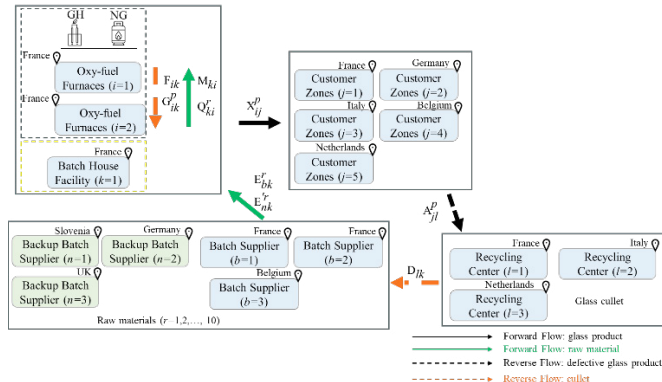 GH NG
France
Oxy-fuel
Furnaces (i=1)
France
Oxy-fuel
Furnaces (i=2)
France
Batch House
Facility (k=1)
F_ik
G^p_ik
M_ki
Q^r_ki
X^p_ij
France
Customer
Zones (j=1)
Germany
Customer
Zones (j=2)
Italy
Customer
Zones (j=3)
Belgium
Customer
Zones (j=4)
Netherlands
Customer
Zones (j=5)
E^r_bk
E'^r_nk
A^p_jl
Slovenia
Backup Batch
Supplier (n=1)
Germany
Backup Batch
Supplier (n=2)
UK
Backup Batch
Supplier (n=3)
France
Batch Supplier
(b=1)
France
Batch Supplier
(b=2)
Belgium
Batch Supplier
(b=3)
Raw materials (r=1,2,..., 10)
D_lk
France
Recycling
Center (l=1)
Italy
Recycling
Center (l=2)
Netherlands
Recycling
Center (l=3)
Glass cullet
Forward Flow: glass product
Forward Flow: raw material
Reverse Flow: defective glass product
Reverse Flow: cullet